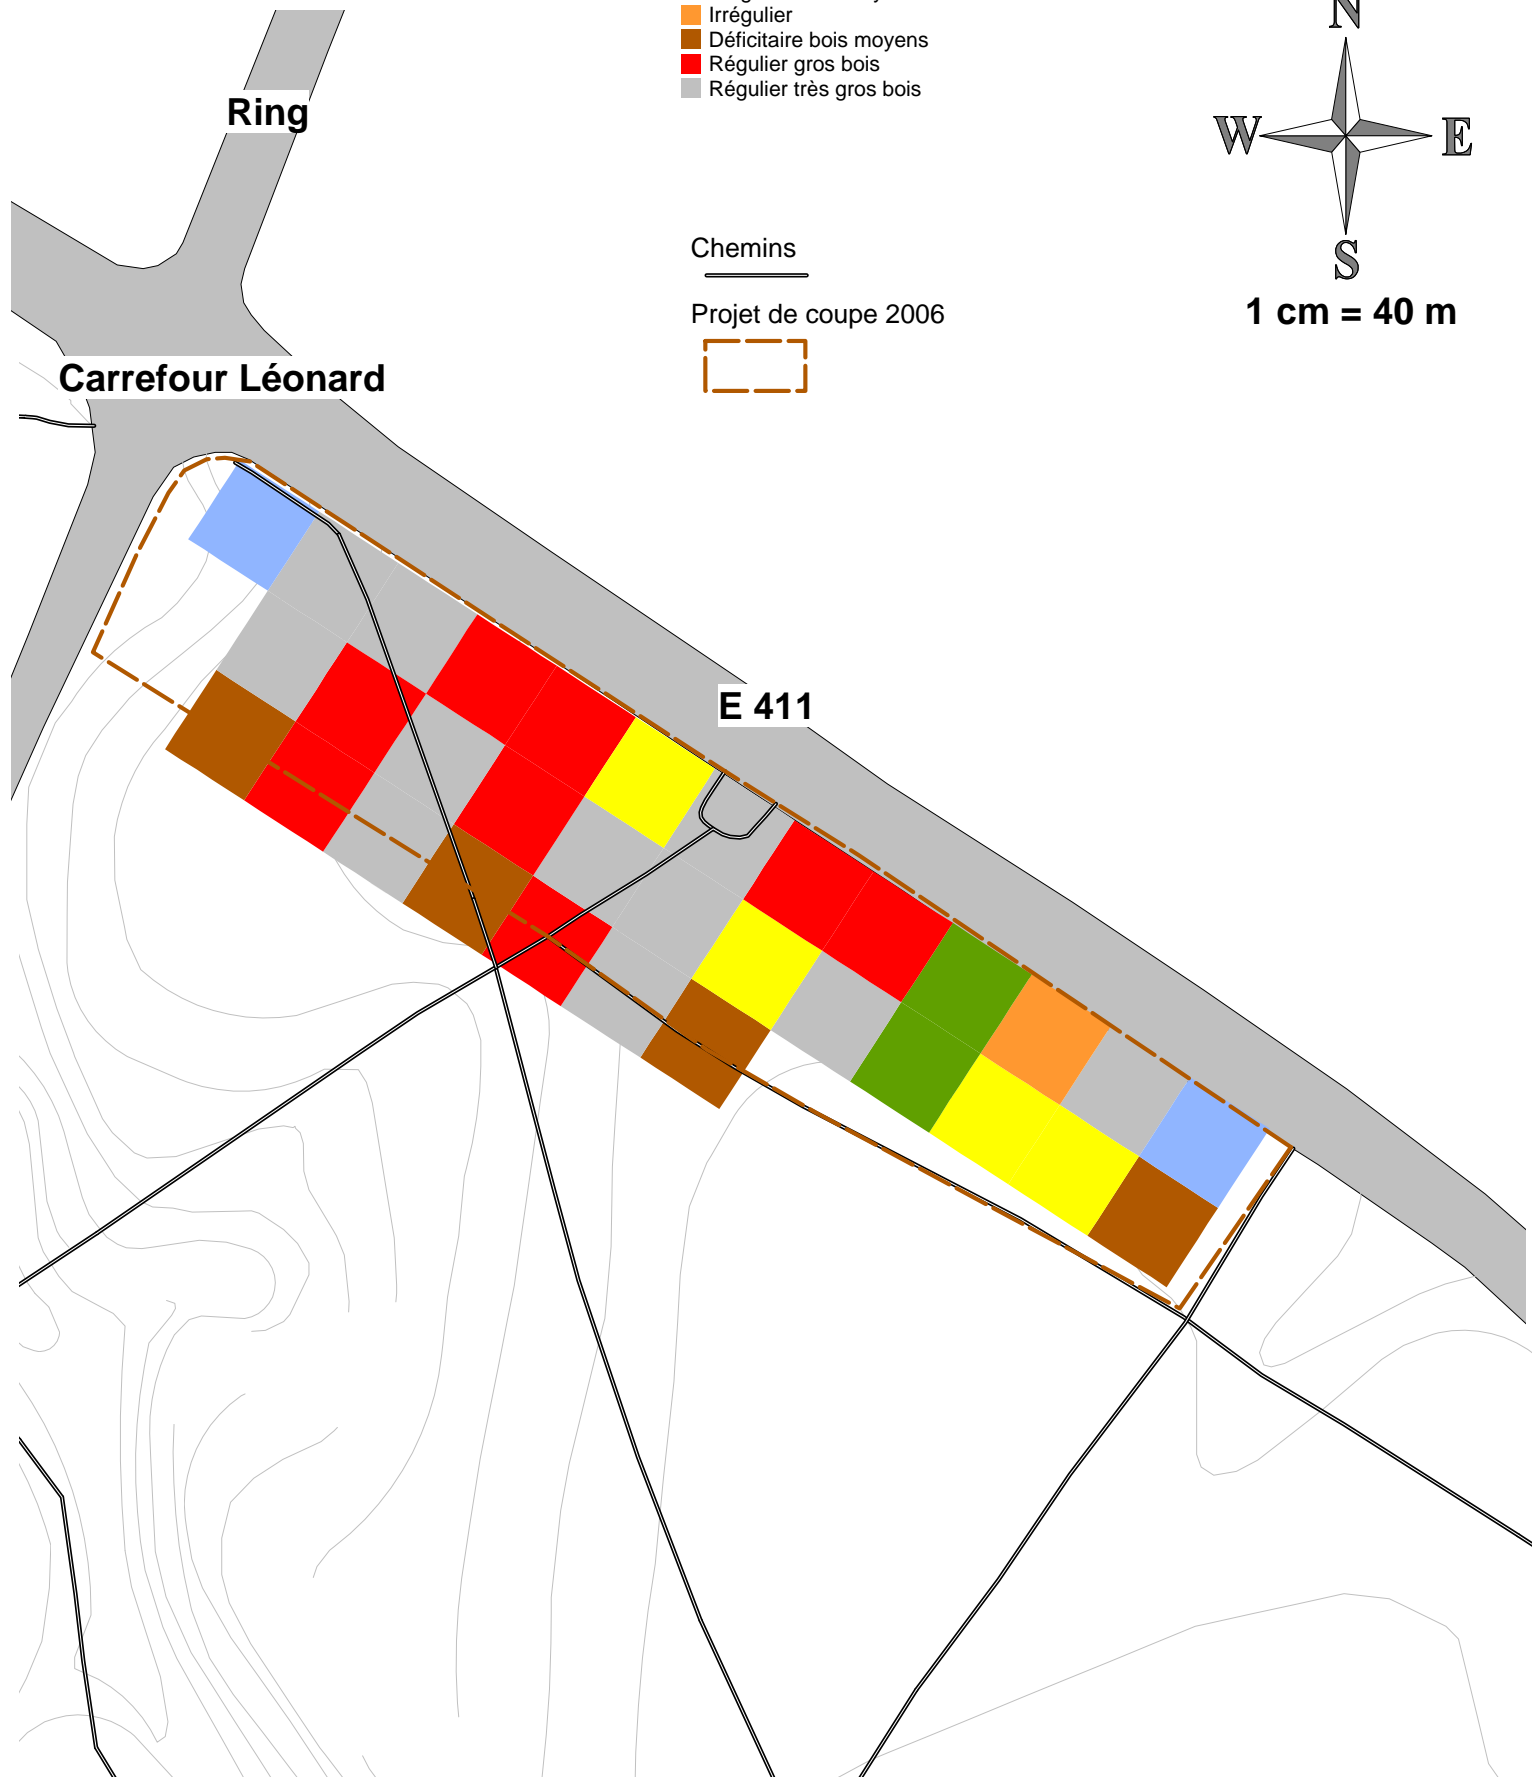 Irrégulier
Déficitaire bois moyens
Régulier gros bois
Régulier très gros bois
N
W
E
S
1 cm = 40 m
Ring
Chemins
Projet de coupe 2006
Carrefour Léonard
E 411